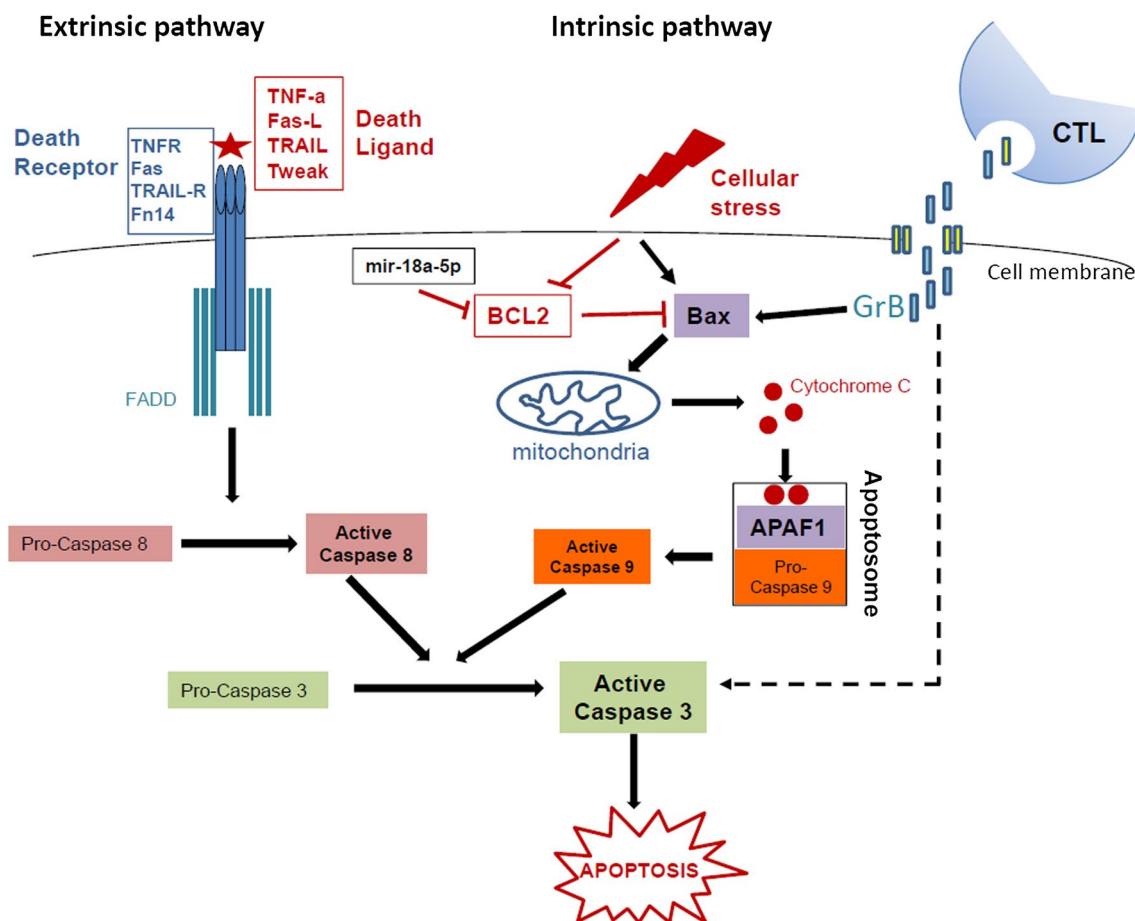 Extrinsic pathway
Intrinsic pathway
Death
Receptor
TNFR
Fas
TRAIL-R
Fn14
TNF-a
Fas-L
TRAIL
Tweak
Death
Ligand
Cellular
stress
CTL
Cell membrane
mir-18a-5p
BCL2
Bax
GrB
FADD
mitochondria
Cytochrome C
Apoptosome
APAF1
Pro-
Caspase 9
Pro-Caspase 8
Active
Caspase 8
Active
Caspase 9
Pro-Caspase 3
Active
Caspase 3
APOPTOSIS